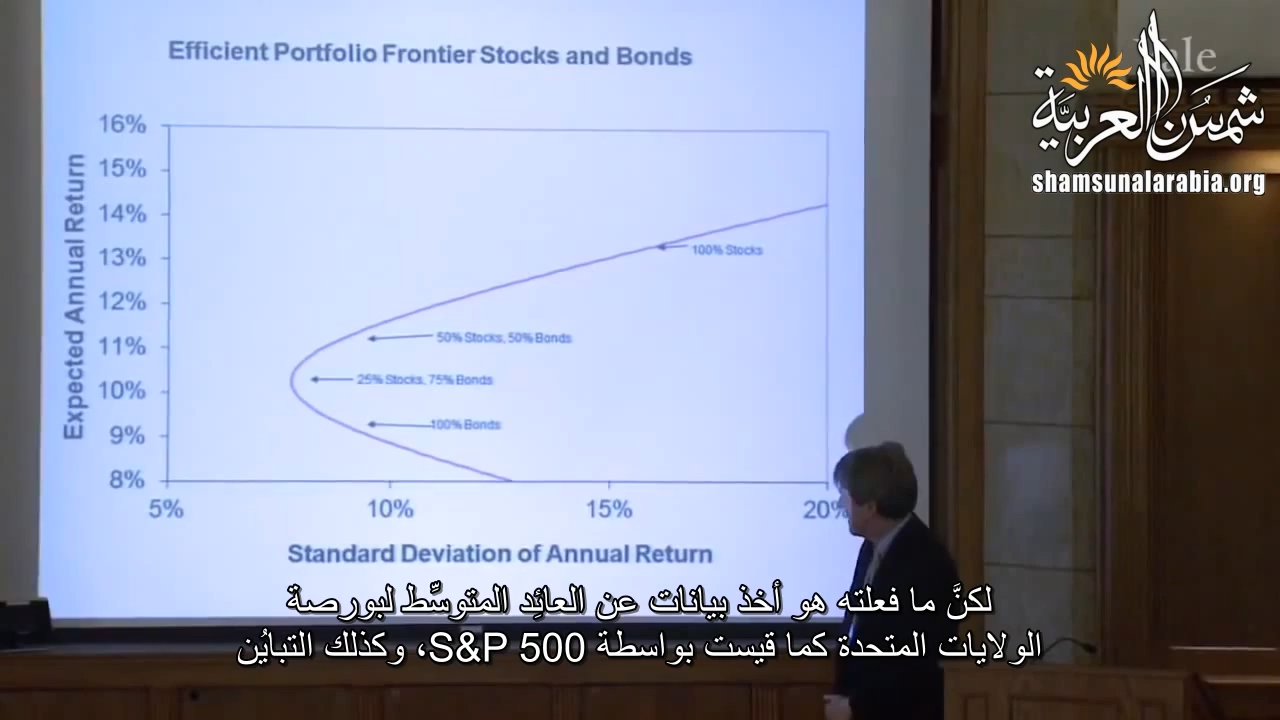 Efficient Portfolio Frontier Stocks and Bonds
Yale
شمس العربية
shamsunalarabia.org
Expected Annual Return
16%
15%
14%
13%
12%
11%
10%
9%
8%
100% Stocks
50% Stocks, 50% Bonds
25% Stocks, 75% Bonds
100% Bonds
5%
10%
15%
20%
Standard Deviation of Annual Return
لكنَّ ما فعلته هو أخذ بيانات عن العائِد المتوسِّط لبورصة
الولايات المتحدة كما قيست بواسطة S&P 500، وكذلك التبايُن